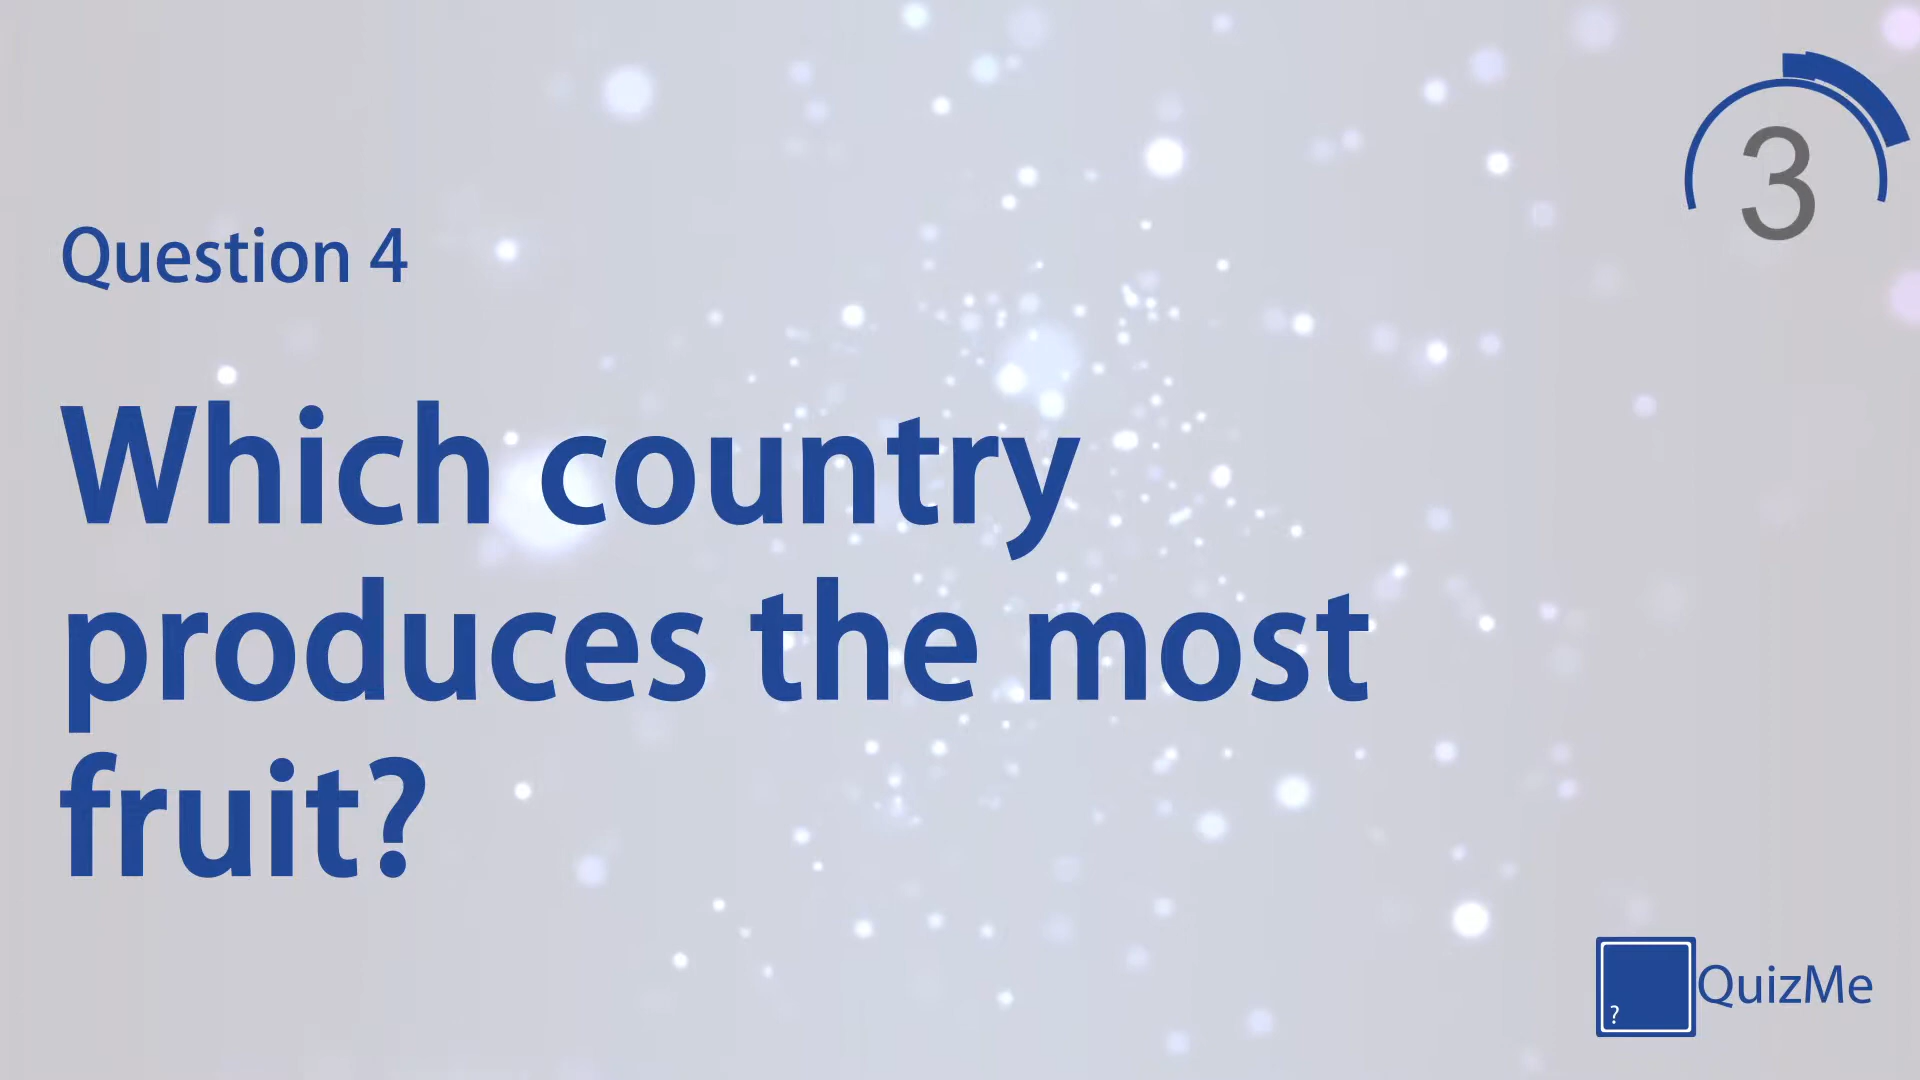 3
Question 4
Which country
produces the most
fruit?
?
QuizMe